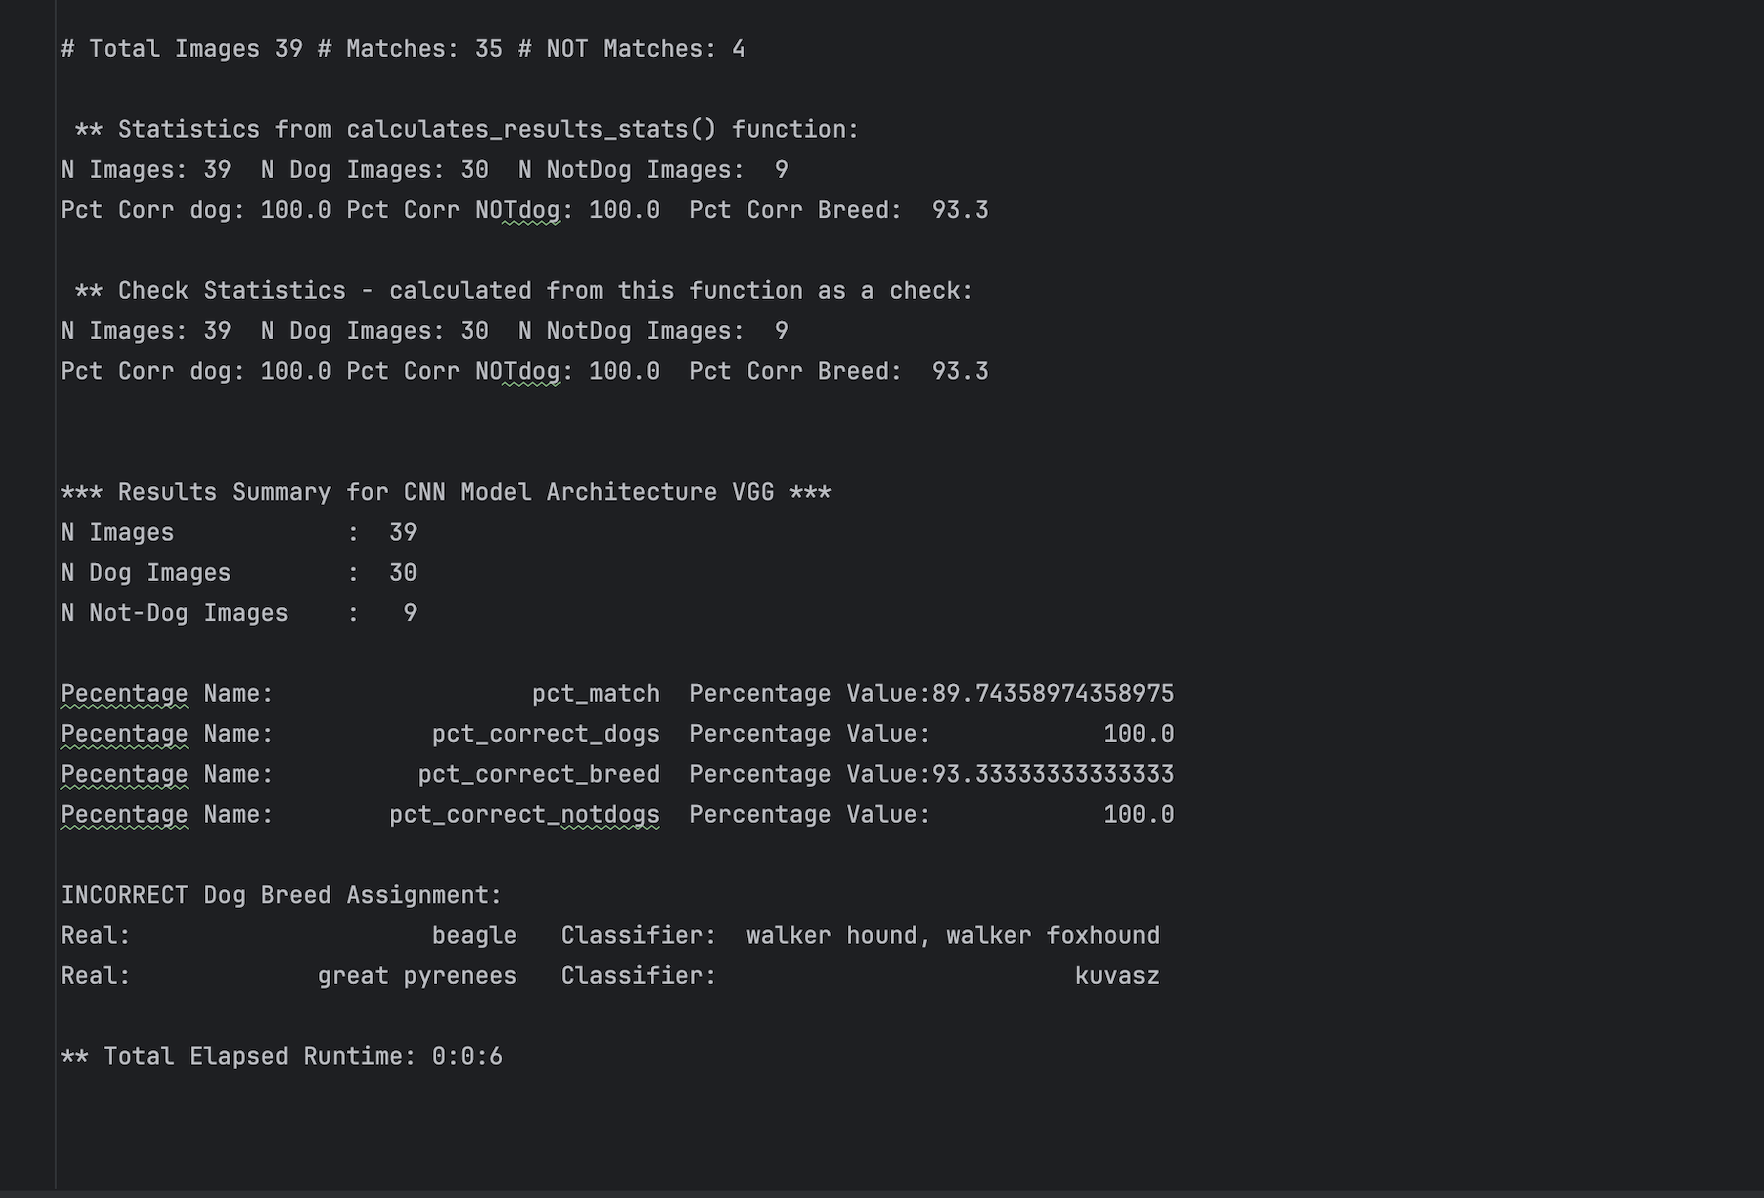 # Total Images 39 # Matches: 35 # NOT Matches: 4
** Statistics from calculates_results_stats() function:
N Images: 39  N Dog Images: 30  N NotDog Images:  9
Pct Corr dog: 100.0 Pct Corr NOTdog: 100.0  Pct Corr Breed:  93.3
** Check Statistics - calculated from this function as a check:
N Images: 39  N Dog Images: 30  N NotDog Images:  9
Pct Corr dog: 100.0 Pct Corr NOTdog: 100.0  Pct Corr Breed:  93.3
*** Results Summary for CNN Model Architecture VGG ***
N Images            :  39
N Dog Images        :  30
N Not-Dog Images    :   9
Pecentage Name:                  pct_match  Percentage Value:89.74358974358975
Pecentage Name:           pct_correct_dogs  Percentage Value:            100.0
Pecentage Name:          pct_correct_breed  Percentage Value:93.33333333333333
Pecentage Name:        pct_correct_notdogs  Percentage Value:            100.0
INCORRECT Dog Breed Assignment:
Real:                     beagle   Classifier:  walker hound, walker foxhound
Real:             great pyrenees   Classifier:                         kuvasz
** Total Elapsed Runtime: 0:0:6